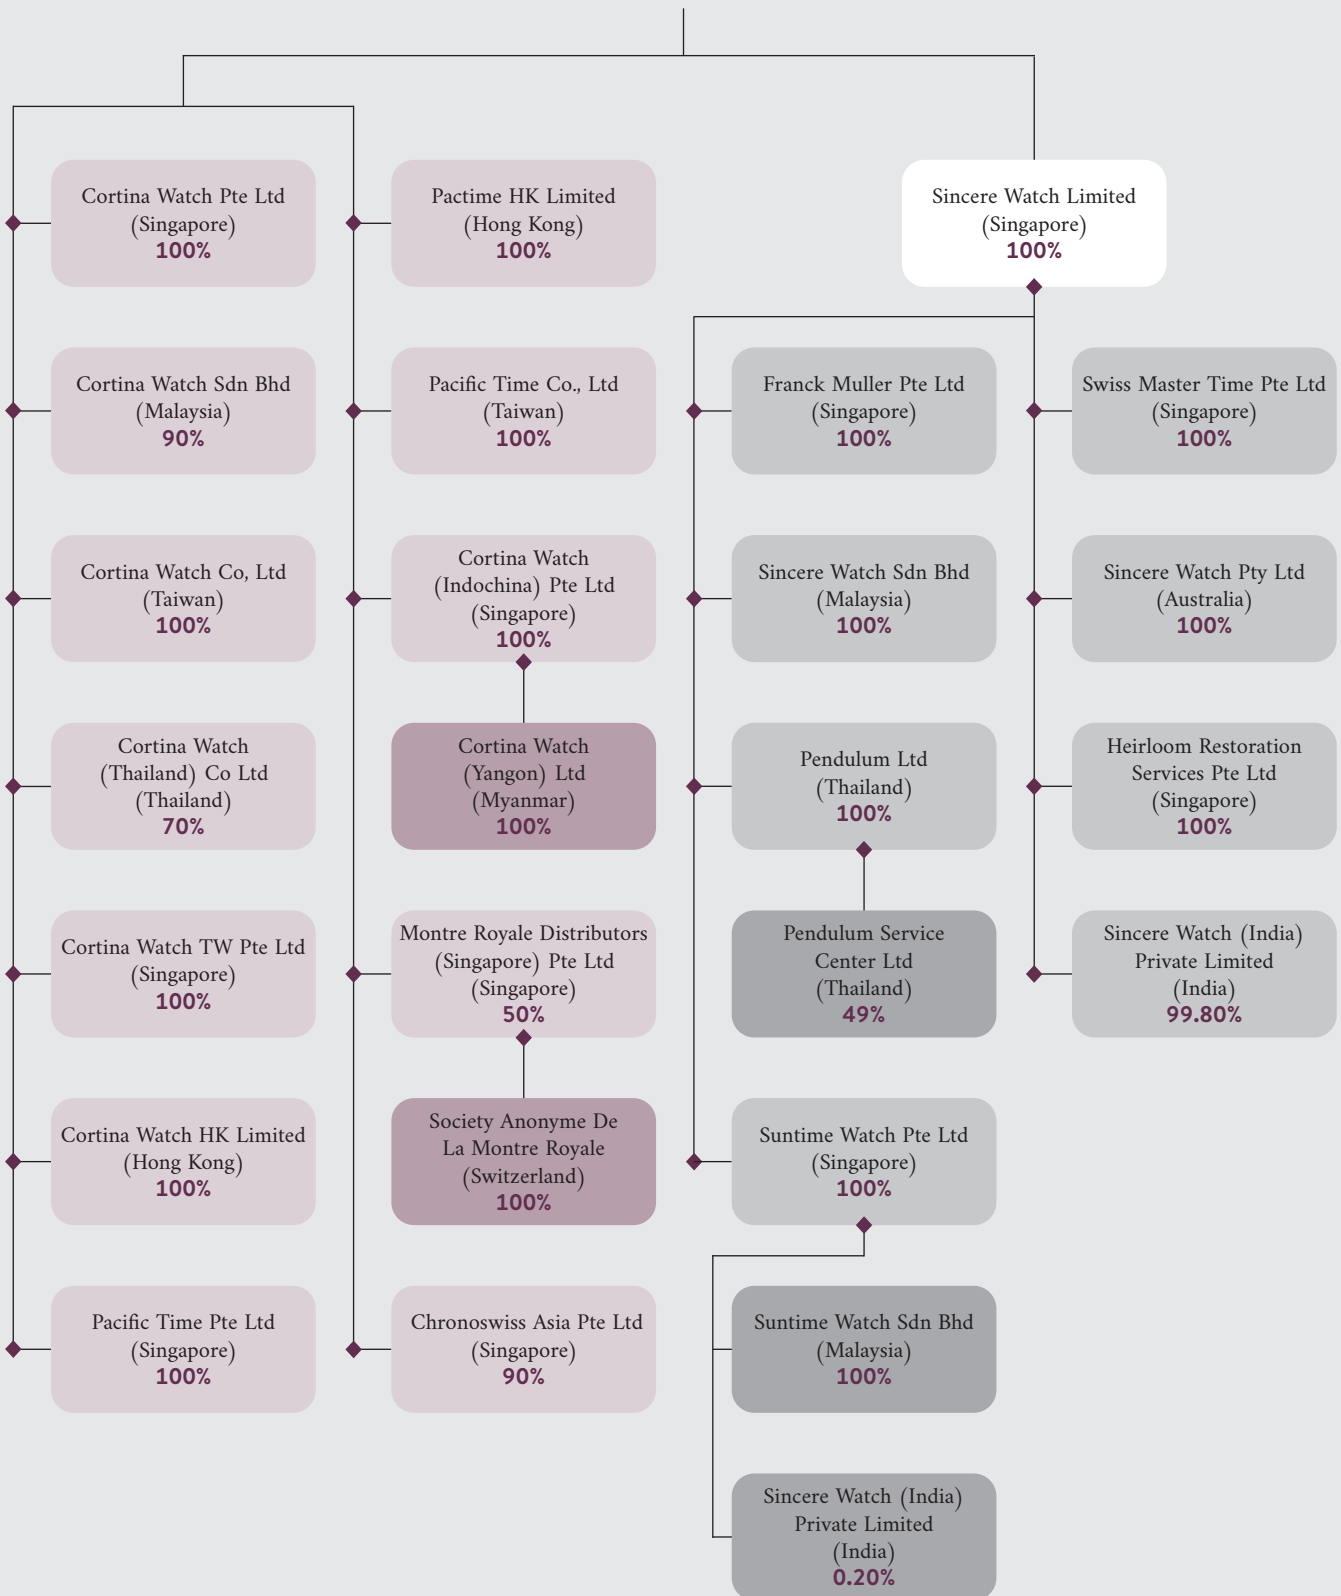 Cortina Watch Pte Ltd
(Singapore)
100%
Cortina Watch Sdn Bhd
(Malaysia)
90%
Cortina Watch Co, Ltd
(Taiwan)
100%
Cortina Watch
(Thailand) Co Ltd
(Thailand)
70%
Cortina Watch TW Pte Ltd
(Singapore)
100%
Cortina Watch HK Limited
(Hong Kong)
100%
Pacific Time Pte Ltd
(Singapore)
100%
Pactime HK Limited
(Hong Kong)
100%
Pacific Time Co., Ltd
(Taiwan)
100%
Cortina Watch
(Indochina) Pte Ltd
(Singapore)
100%
Cortina Watch
(Yangon) Ltd
(Myanmar)
100%
Montre Royale Distributors
(Singapore) Pte Ltd
(Singapore)
50%
Society Anonyme De
La Montre Royale
(Switzerland)
100%
Chronoswiss Asia Pte Ltd
(Singapore)
90%
Sincere Watch Limited
(Singapore)
100%
Franck Muller Pte Ltd
(Singapore)
100%
Sincere Watch Sdn Bhd
(Malaysia)
100%
Pendulum Ltd
(Thailand)
100%
Pendulum Service
Center Ltd
(Thailand)
49%
Suntime Watch Pte Ltd
(Singapore)
100%
Suntime Watch Sdn Bhd
(Malaysia)
100%
Sincere Watch (India)
Private Limited
(India)
0.20%
Swiss Master Time Pte Ltd
(Singapore)
100%
Sincere Watch Pty Ltd
(Australia)
100%
Heirloom Restoration
Services Pte Ltd
(Singapore)
100%
Sincere Watch (India)
Private Limited
(India)
99.80%